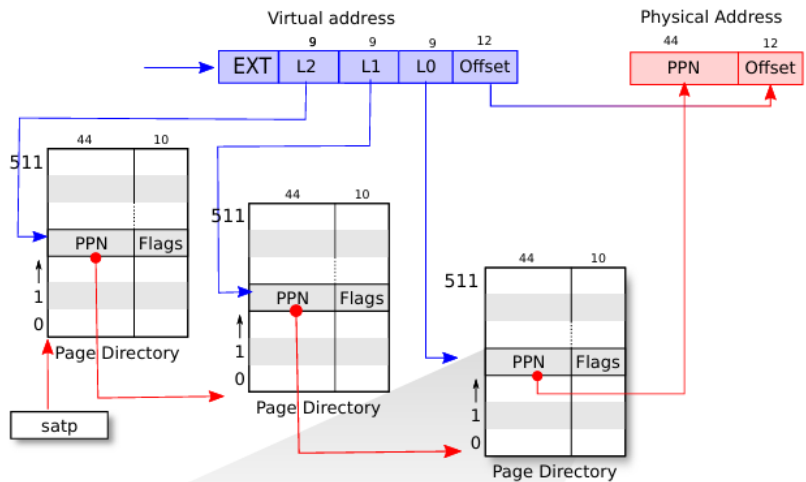 Virtual address
Physical Address
9 9 9 12
44 12
EXT L2 L1 L0 Offset
PPN Offset
44 10
511
PPN Flags
1
0
Page Directory
satp
44 10
511
PPN Flags
1
0
Page Directory
44 10
511
PPN Flags
1
0
Page Directory